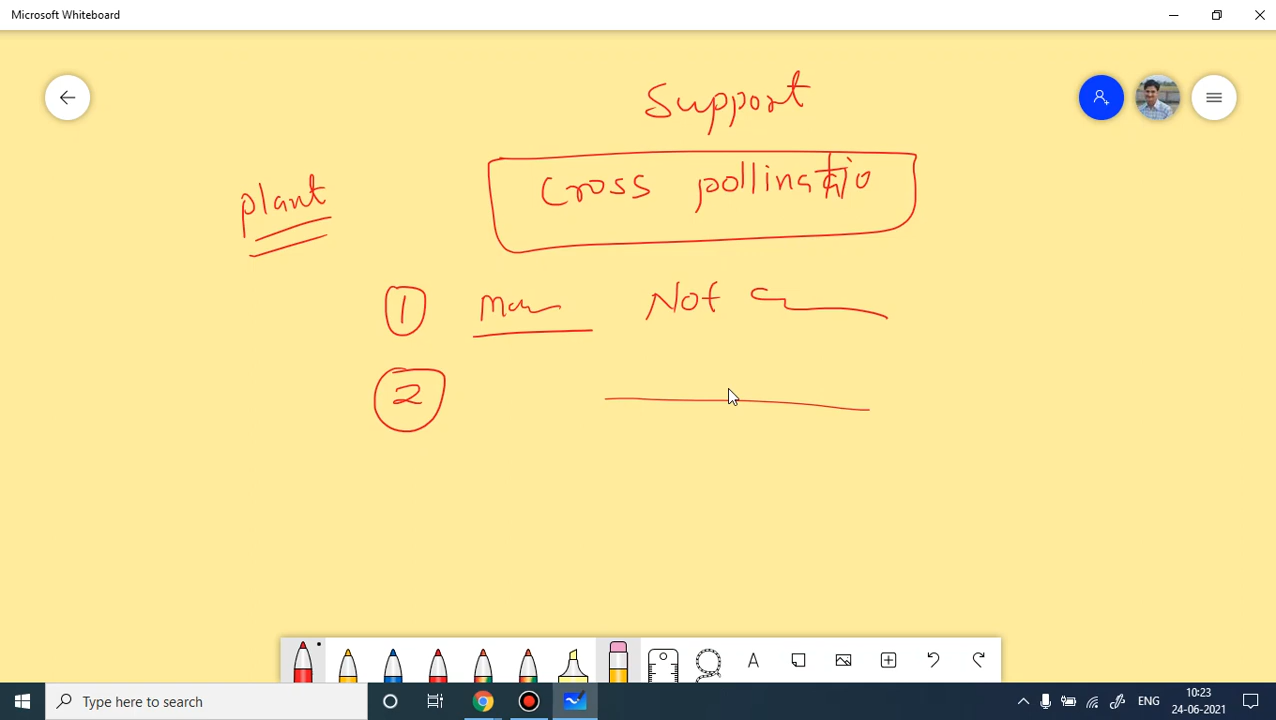 Microsoft Whiteboard
Support
Cross pollinatio
plant
1 Not
2
A
Type here to search
ENG
10:23
24-06-2021